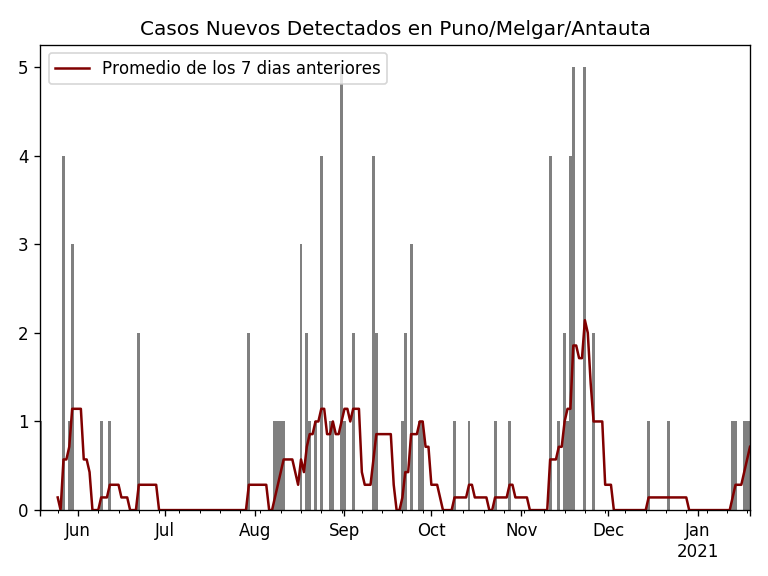 Casos Nuevos Detectados en Puno/Melgar/Antauta
Promedio de los 7 dias anteriores
5
4
3
2
1
0
Jun Jul Aug Sep Oct Nov Dec Jan
2021